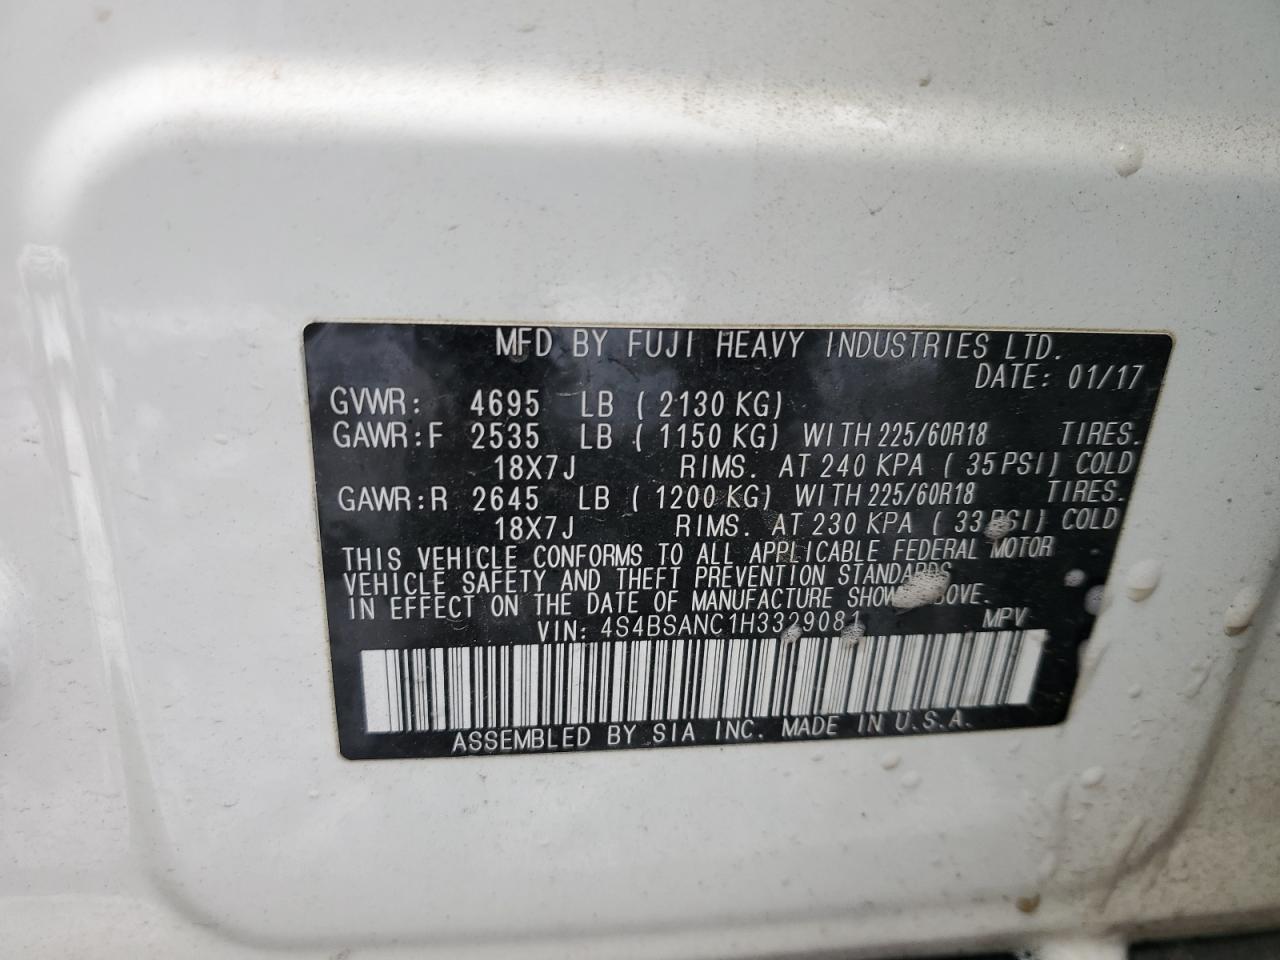 MFD BY FUJI HEAVY INDUSTRIES LTD.
DATE: 01/17
GVWR: 4695 LB ( 2130 KG)
GAWR:F 2535 LB ( 1150 KG) WITH 225/60R18 TIRES.
18X7J RIMS. AT 240 KPA ( 35 PSI) COLD
GAWR:R 2645 LB ( 1200 KG) WITH 225/60R18 TIRES.
18X7J RIMS. AT 230 KPA ( 33 PSI) COLD
THIS VEHICLE CONFORMS TO ALL APPLICABLE FEDERAL MOTOR
VEHICLE SAFETY AND THEFT PREVENTION STANDARDS
IN EFFECT ON THE DATE OF MANUFACTURE SHOWN ABOVE.
VIN: 4S4BSANC1H3329081 MPV
ASSEMBLED BY SIA INC. MADE IN U.S.A.